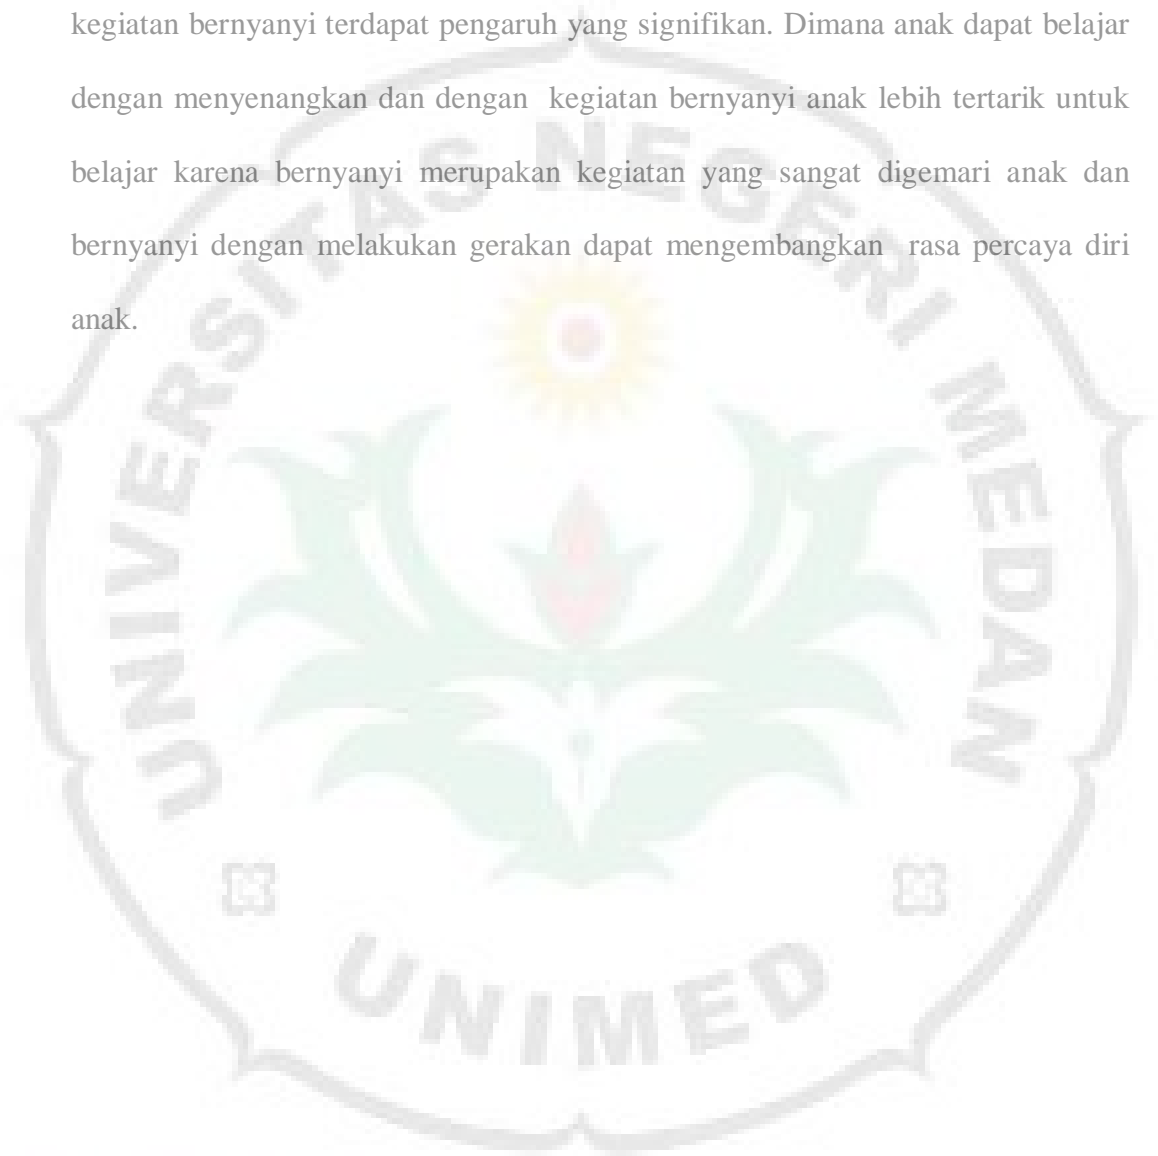 kegiatan bernyanyi terdapat pengaruh yang signifikan. Dimana anak dapat belajar
dengan menyenangkan dan dengan kegiatan bernyanyi anak lebih tertarik untuk
belajar karena bernyanyi merupakan kegiatan yang sangat digemari anak dan
bernyanyi dengan melakukan gerakan dapat mengembangkan rasa percaya diri
anak.
UNIVERSITAS NEGERI MEDAN
UNIMED